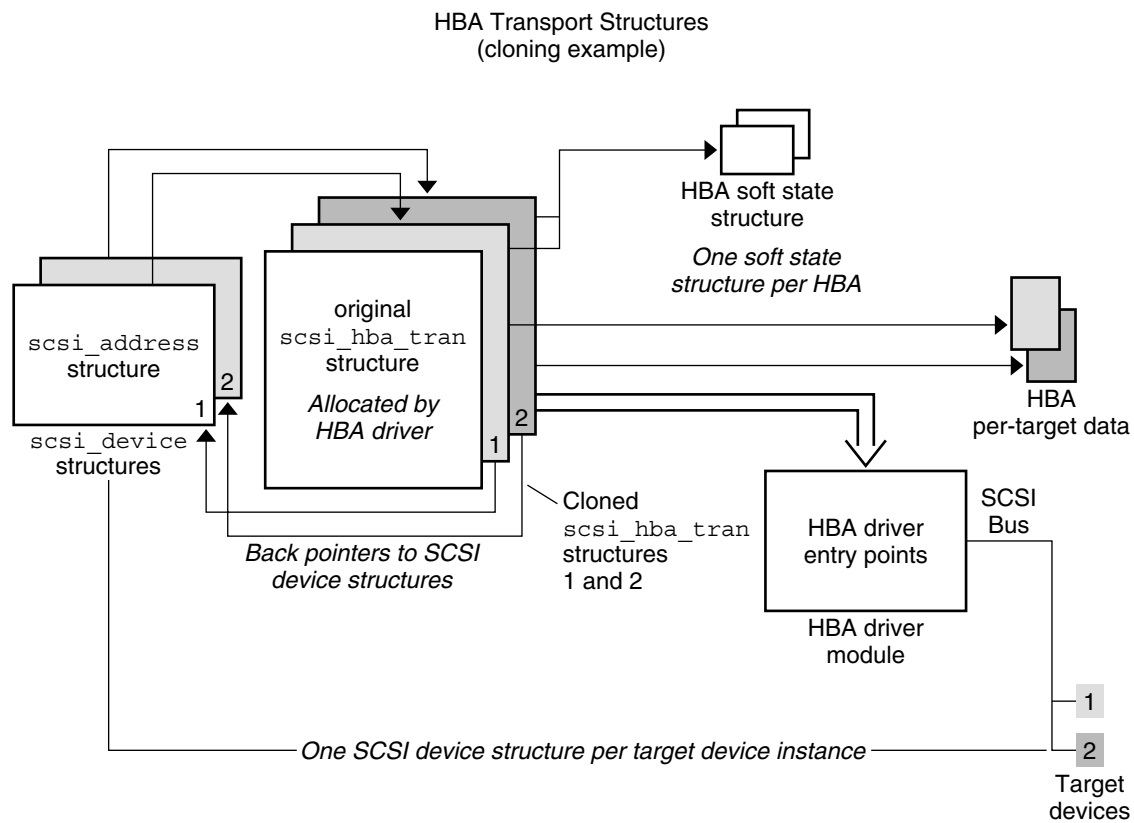 HBA Transport Structures
(cloning example)
HBA soft state
structure
One soft state
structure per HBA
original
scsi_hba_tran
structure
Allocated by
HBA driver
1
2
scsi_address
structure
1
2
scsi_device
structures
HBA
per-target data
Back pointers to SCSI
device structures
Cloned
scsi_hba_tran
structures
1 and 2
HBA driver
entry points
HBA driver
module
SCSI
Bus
1
2
One SCSI device structure per target device instance
Target
devices